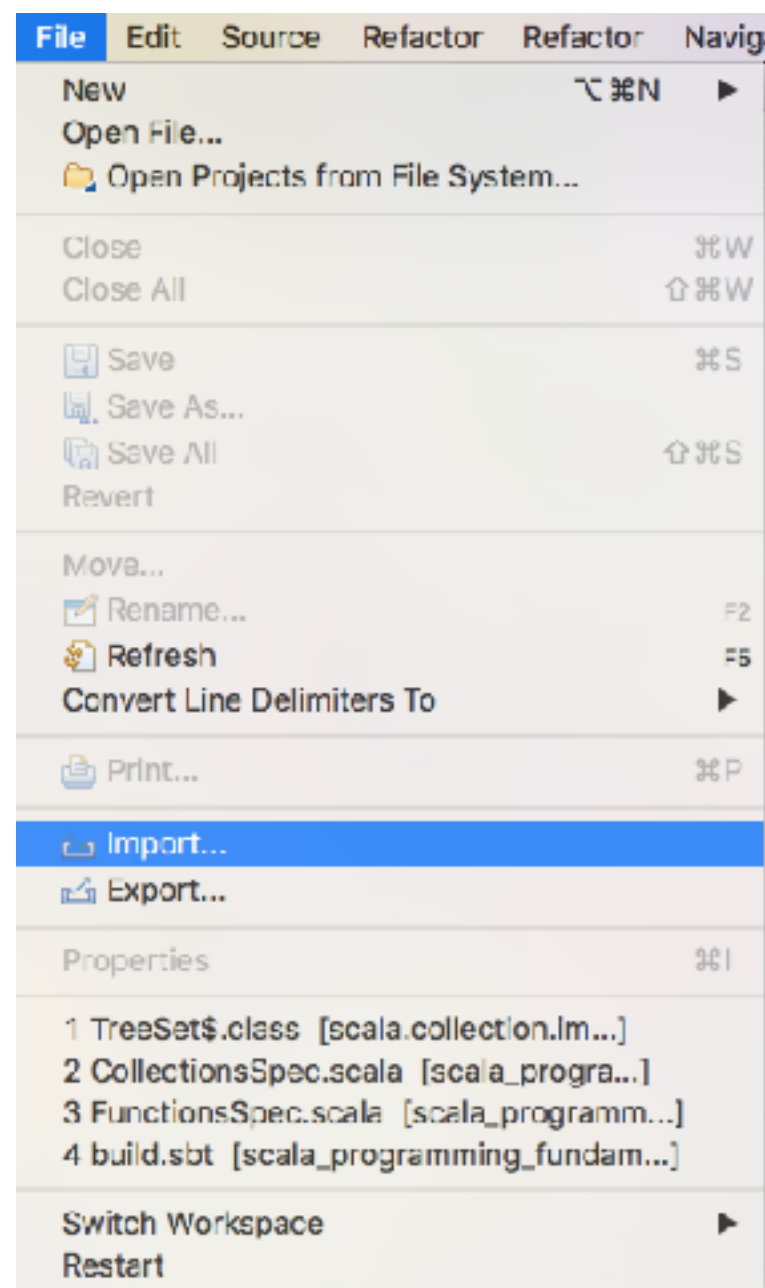 File Edit Source Refactor Refactor Navig
New ⌥⌘N ▶
Open File...
Open Projects from File System...
Close ⌘W
Close All ⇧⌘W
Save ⌘S
Save As...
Save All ⇧⌘S
Revert
Move...
Rename... F2
Refresh F5
Convert Line Delimiters To ▶
Print... ⌘P
Import...
Export...
Properties ⌘I
1 TreeSet$.class [scala.collection.im...]
2 CollectionsSpec.scala [scala_progra...]
3 FunctionsSpec.scala [scala_programm...]
4 build.sbt [scala_programming_fundam...]
Switch Workspace ▶
Restart